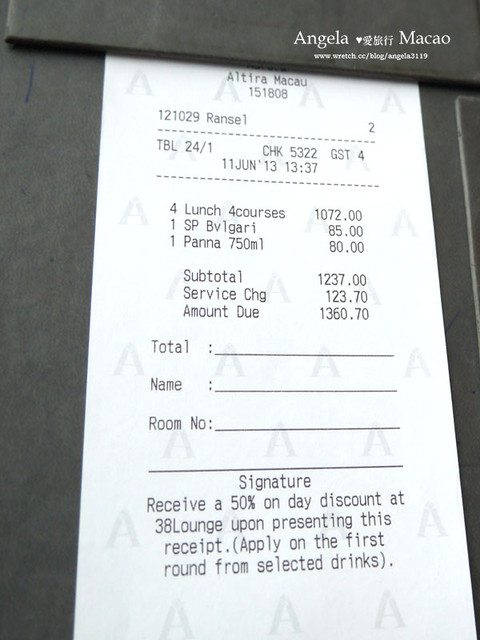 Angela ♥愛旅行 Macao
www.wretch.cc/blog/angela3119
Altira Macau
151808
121029 Ransel 2
TBL 24/1 CHK 5322 GST 4
11JUN'13 13:37
4 Lunch 4courses 1072.00
1 SP Bvlgari 85.00
1 Panna 750ml 80.00
Subtotal 1237.00
Service Chg 123.70
Amount Due 1360.70
Total :
Name :
Room No:
Signature
Receive a 50% on day discount at
38Lounge upon presenting this
receipt.(Apply on the first
round from selected drinks).